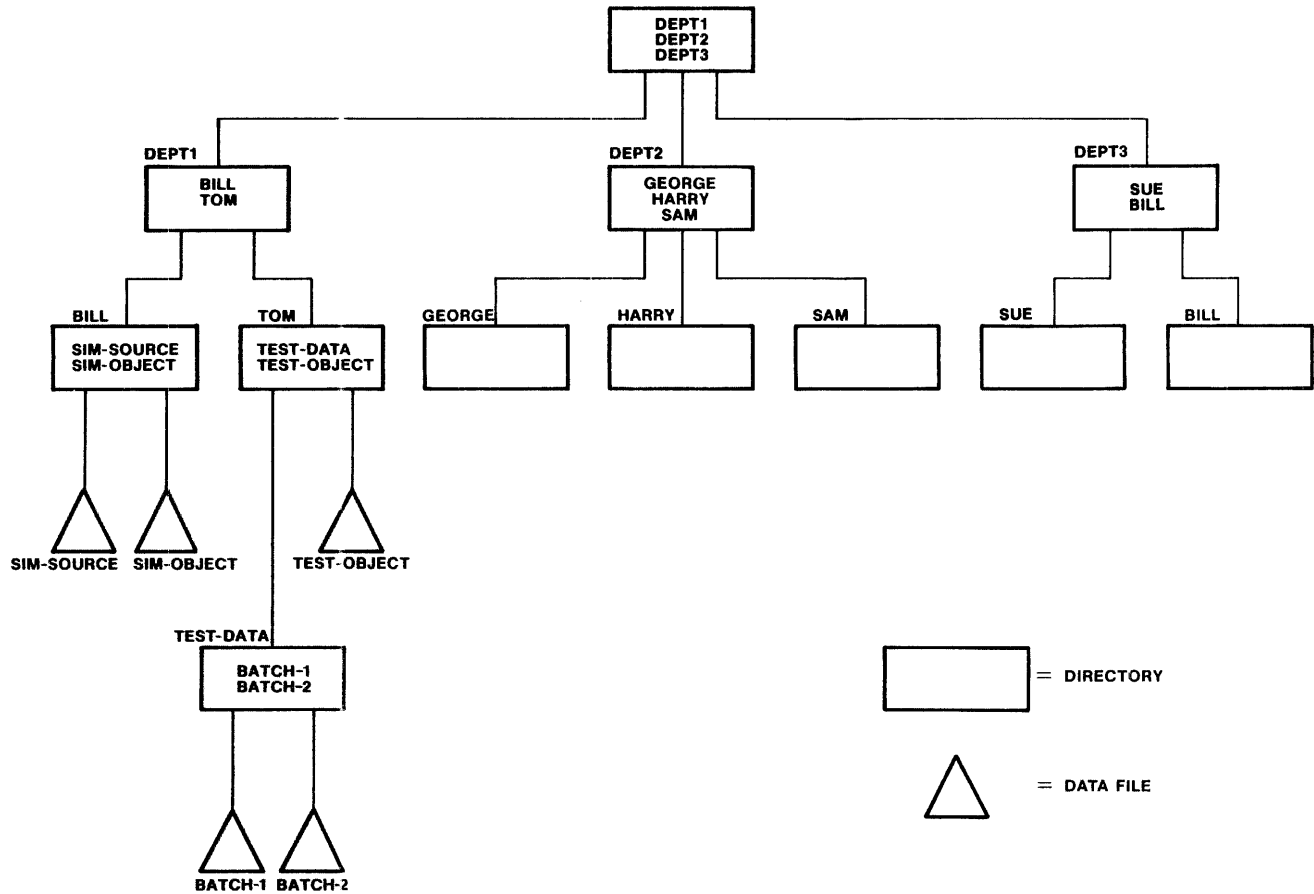 DEPT1
DEPT2
DEPT3
DEPT1
BILL
TOM
DEPT2
GEORGE
HARRY
SAM
DEPT3
SUE
BILL
BILL
SIM-SOURCE
SIM-OBJECT
TOM
TEST-DATA
TEST-OBJECT
GEORGE
HARRY
SAM
SUE
BILL
SIM-SOURCE
SIM-OBJECT
TEST-OBJECT
TEST-DATA
BATCH-1
BATCH-2
BATCH-1
BATCH-2
= DIRECTORY
= DATA FILE